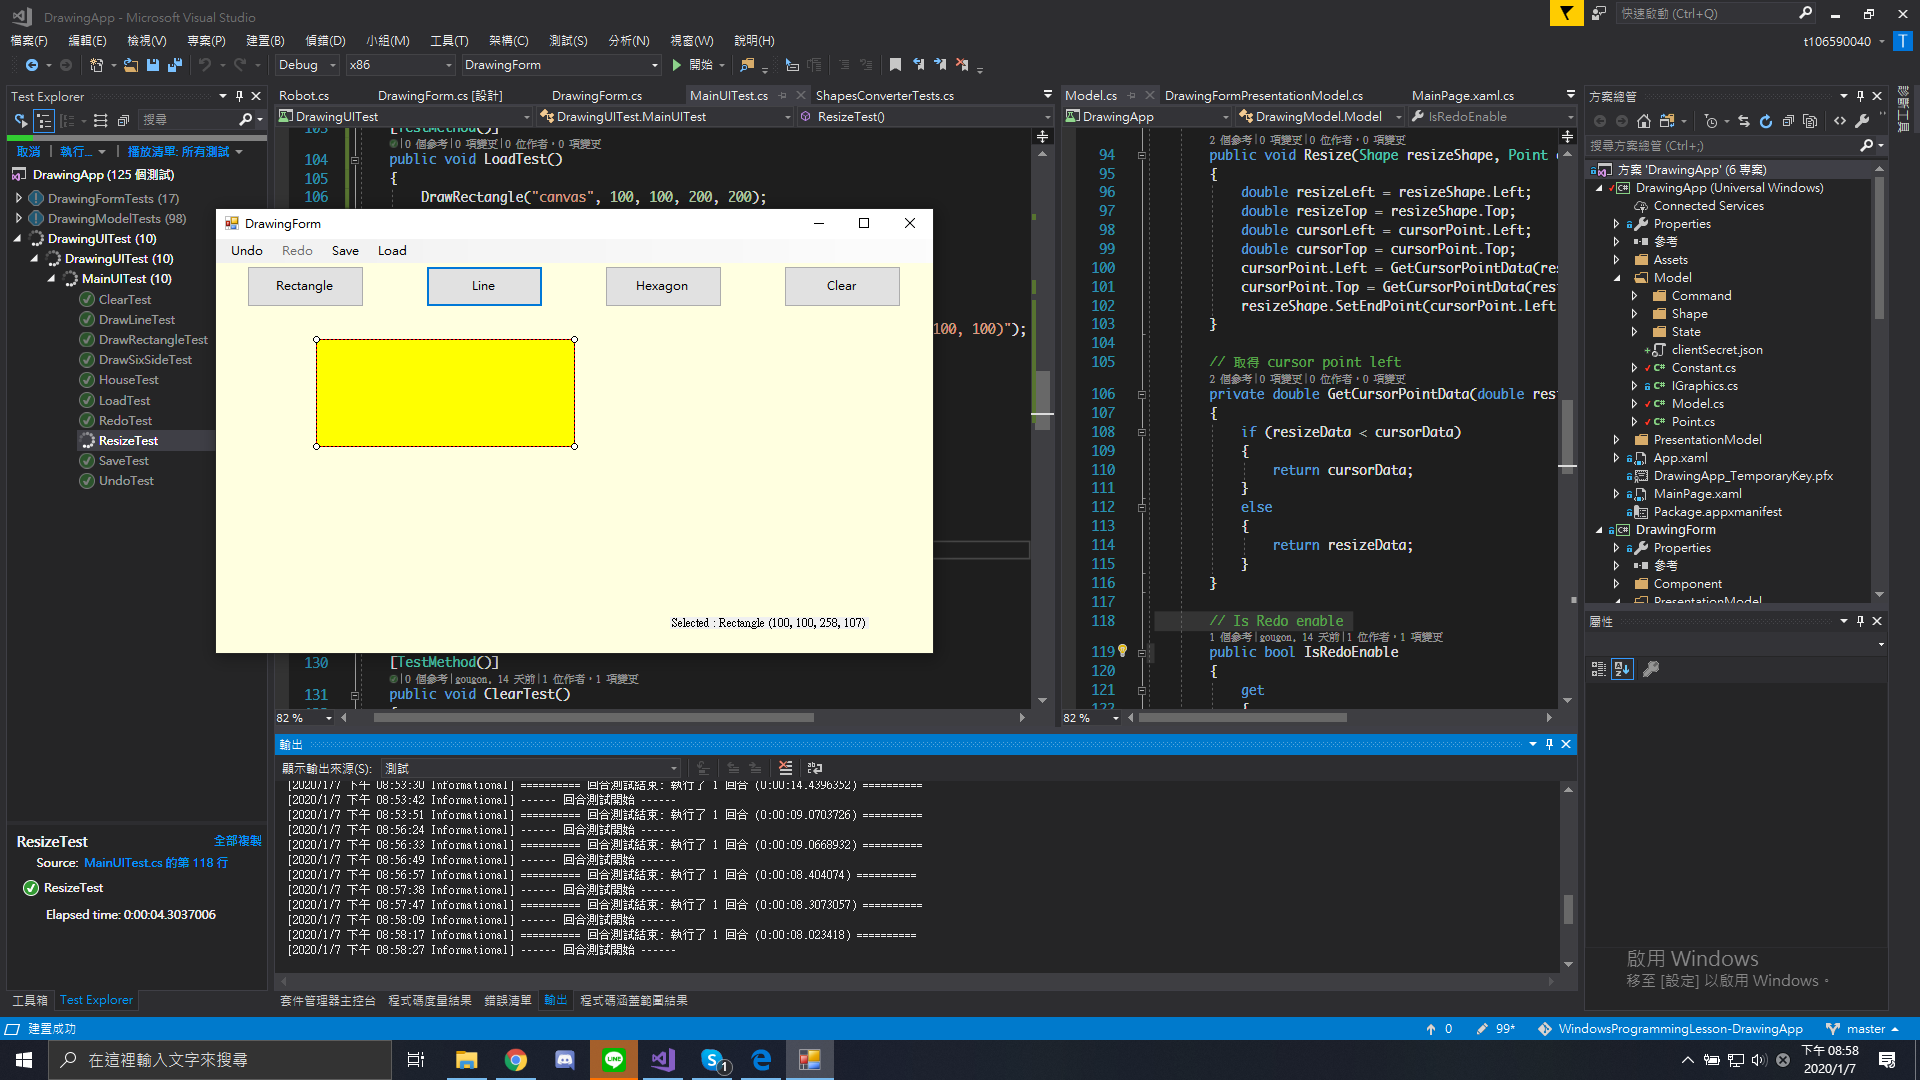 DrawingApp - Microsoft Visual Studio
快速啟動 (Ctrl+Q)
檔案(F) 編輯(E) 檢視(V) 專案(P) 建置(B) 偵錯(D) 小組(M) 工具(T) 架構(C) 測試(S) 分析(N) 視窗(W) 說明(H)
t106590040 T
Debug x86 DrawingForm 開始
Test Explorer
搜尋
取消 執行... 播放清單: 所有測試
DrawingApp (125 個測試)
DrawingFormTests (17)
DrawingModelTests (98)
DrawingUITest (10)
DrawingUITest (10)
MainUITest (10)
ClearTest
DrawLineTest
DrawRectangleTest
DrawSixSideTest
HouseTest
LoadTest
RedoTest
ResizeTest
SaveTest
UndoTest
ResizeTest 全部複製
Source: MainUITest.cs 的第 118 行
ResizeTest
Elapsed time: 0:00:04.3037006
工具箱 Test Explorer
Robot.cs DrawingForm.cs [設計] DrawingForm.cs MainUITest.cs ShapesConverterTests.cs
DrawingUITest DrawingUITest.MainUITest ResizeTest()
103 [TestMethod()]
0 個參考|0 項變更|0 位作者，0 項變更
104 public void LoadTest()
105 {
106 DrawRectangle("canvas", 100, 100, 200, 200);
100, 100)");
DrawingForm
Undo Redo Save Load
Rectangle Line Hexagon Clear
Selected : Rectangle (100, 100, 258, 107)
130 [TestMethod()]
0 個參考|gougon, 14 天前|1 位作者，1 項變更
131 public void ClearTest()
82 %
Model.cs DrawingFormPresentationModel.cs MainPage.xaml.cs
DrawingApp DrawingModel.Model IsRedoEnable
2 個參考|0 項變更|0 位作者，0 項變更
94 public void Resize(Shape resizeShape, Point
95 {
96 double resizeLeft = resizeShape.Left;
97 double resizeTop = resizeShape.Top;
98 double cursorLeft = cursorPoint.Left;
99 double cursorTop = cursorPoint.Top;
100 cursorPoint.Left = GetCursorPointData(res
101 cursorPoint.Top = GetCursorPointData(resi
102 resizeShape.SetEndPoint(cursorPoint.Left
103 }
104
105 // 取得 cursor point left
2 個參考|0 項變更|0 位作者，0 項變更
106 private double GetCursorPointData(double res
107 {
108 if (resizeData < cursorData)
109 {
110 return cursorData;
111 }
112 else
113 {
114 return resizeData;
115 }
116 }
117
118 // Is Redo enable
1 個參考|gougon, 14 天前|1 位作者，1 項變更
119 public bool IsRedoEnable
120 {
121 get
122 {
82 %
輸出
顯示輸出來源(S): 測試
[2020/1/7 下午 08:53:30 Informational] ========== 回合測試結束: 執行了 1 回合 (0:00:14.4396352) ==========
[2020/1/7 下午 08:53:42 Informational] ------ 回合測試開始 ------
[2020/1/7 下午 08:53:51 Informational] ========== 回合測試結束: 執行了 1 回合 (0:00:09.0703726) ==========
[2020/1/7 下午 08:56:24 Informational] ------ 回合測試開始 ------
[2020/1/7 下午 08:56:33 Informational] ========== 回合測試結束: 執行了 1 回合 (0:00:09.0668932) ==========
[2020/1/7 下午 08:56:49 Informational] ------ 回合測試開始 ------
[2020/1/7 下午 08:56:57 Informational] ========== 回合測試結束: 執行了 1 回合 (0:00:08.404074) ==========
[2020/1/7 下午 08:57:38 Informational] ------ 回合測試開始 ------
[2020/1/7 下午 08:57:47 Informational] ========== 回合測試結束: 執行了 1 回合 (0:00:08.3073057) ==========
[2020/1/7 下午 08:58:09 Informational] ------ 回合測試開始 ------
[2020/1/7 下午 08:58:17 Informational] ========== 回合測試結束: 執行了 1 回合 (0:00:08.023418) ==========
[2020/1/7 下午 08:58:27 Informational] ------ 回合測試開始 ------
套件管理器主控台 程式碼度量結果 錯誤清單 輸出 程式碼涵蓋範圍結果
方案總管
搜尋方案總管 (Ctrl+;)
方案 'DrawingApp' (6 專案)
DrawingApp (Universal Windows)
Connected Services
Properties
參考
Assets
Model
Command
Shape
State
clientSecret.json
Constant.cs
IGraphics.cs
Model.cs
Point.cs
PresentationModel
App.xaml
DrawingApp_TemporaryKey.pfx
MainPage.xaml
Package.appxmanifest
DrawingForm
Properties
參考
Component
PresentationModel
診斷工具
屬性
啟用 Windows
移至 [設定] 以啟用 Windows。
建置成功
0 99* WindowsProgrammingLesson-DrawingApp master
在這裡輸入文字來搜尋
LINE
1
下午 08:58
2020/1/7